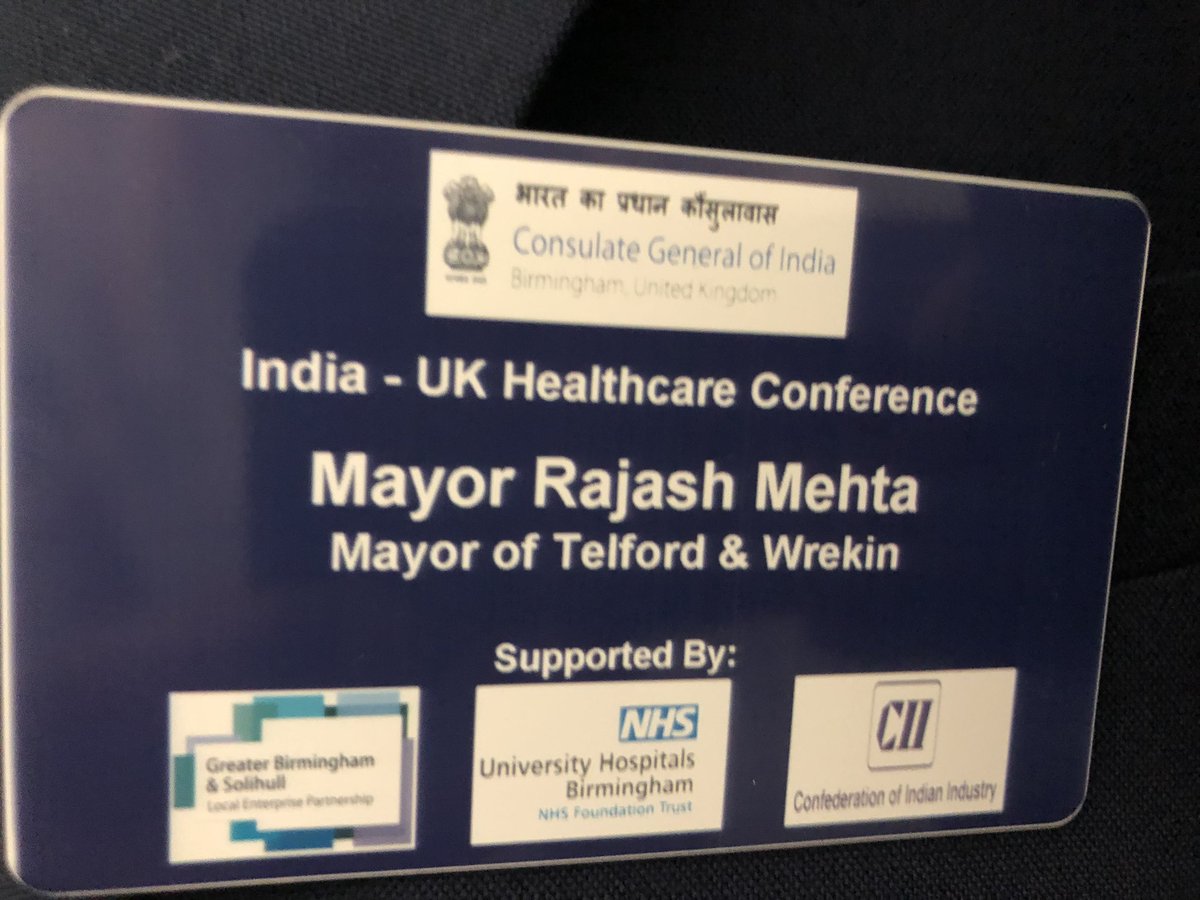 भारत का प्रधान कौंसुलावास
Consulate General of India
Birmingham, United Kingdom
India - UK Healthcare Conference
Mayor Rajash Mehta
Mayor of Telford & Wrekin
Supported By:
Greater Birmingham
& Solihull
Local Enterprise Partnership
NHS
University Hospitals
Birmingham
NHS Foundation Trust
CII
Confederation of Indian Industry